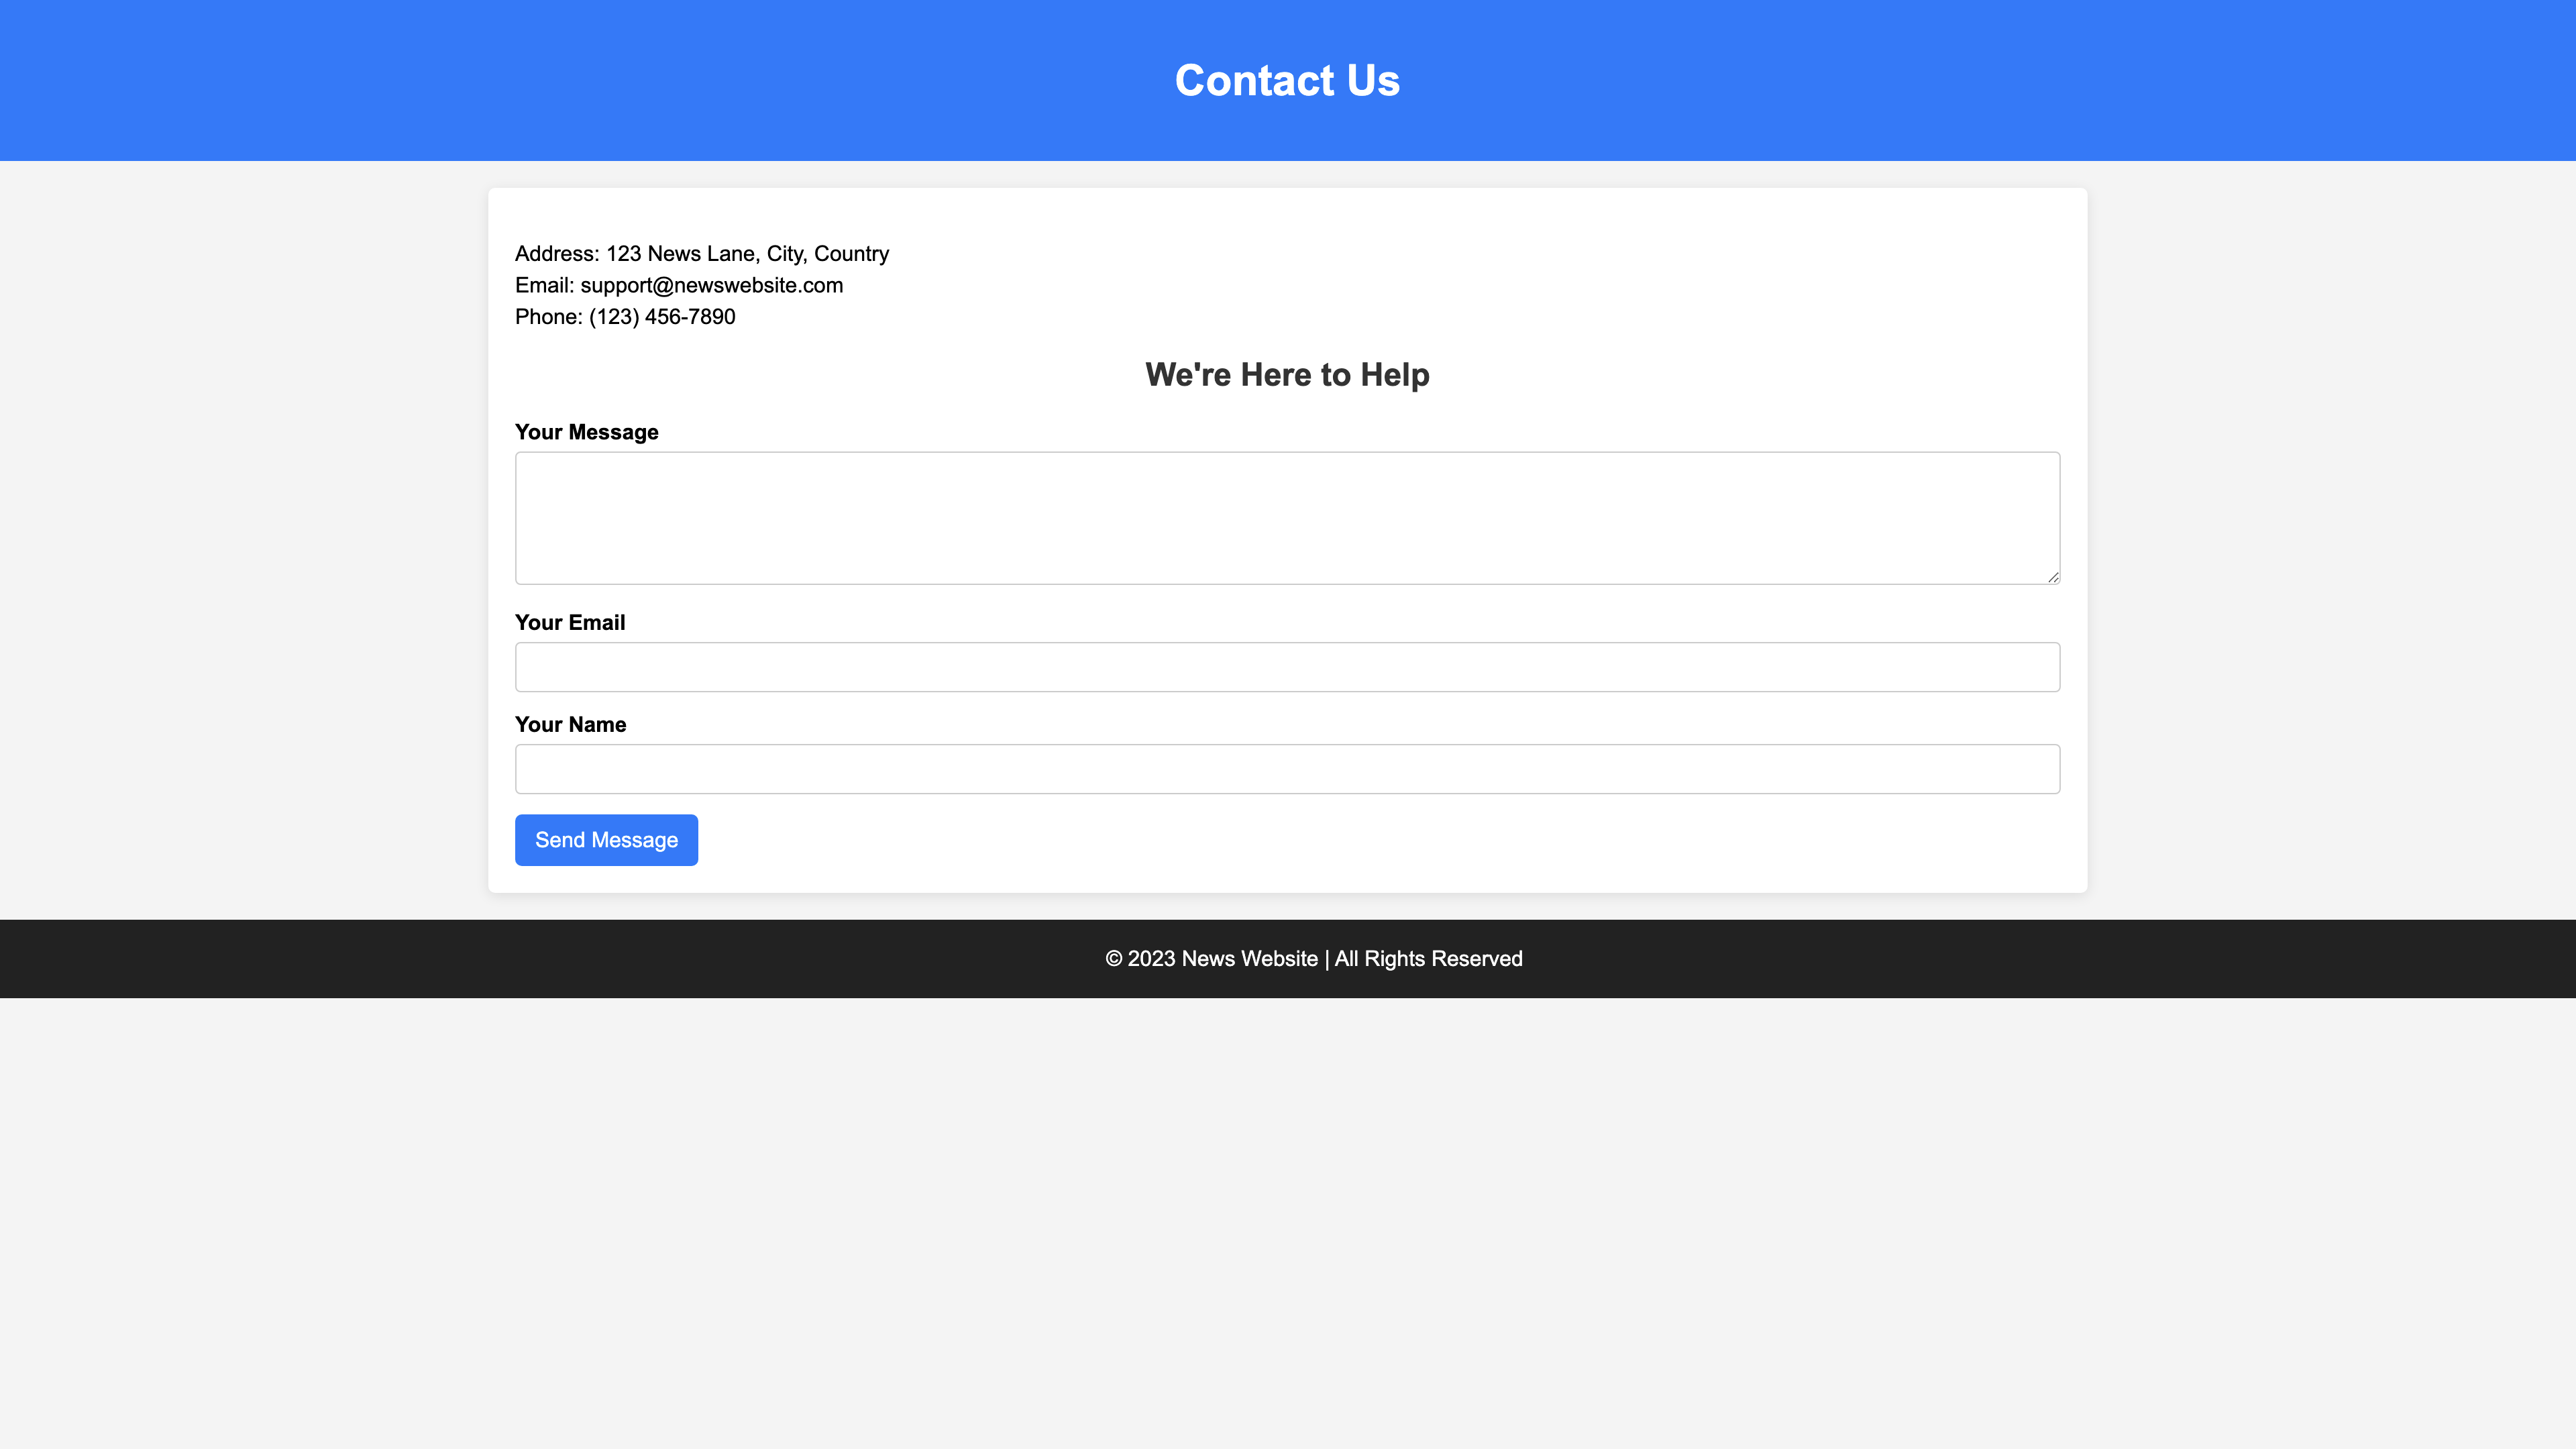 Contact Us
Address: 123 News Lane, City, Country
Email: support@newswebsite.com
Phone: (123) 456-7890
We're Here to Help
Your Message
Your Email
Your Name
Send Message
© 2023 News Website | All Rights Reserved